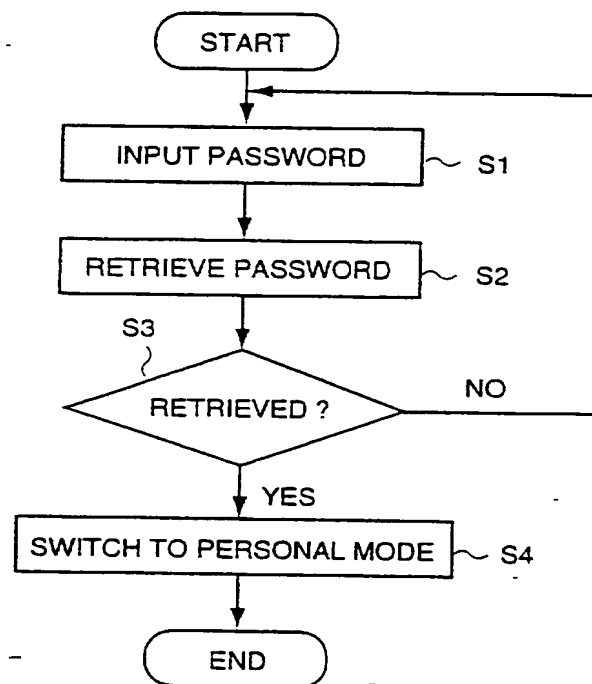 START
INPUT PASSWORD
S1
RETRIEVE PASSWORD
S2
S3
RETRIEVED ?
NO
YES
SWITCH TO PERSONAL MODE
S4
END